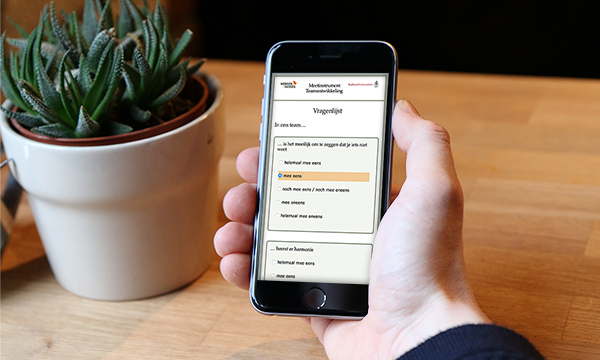 WERKEN
Meetinstrument
Teamontwikkeling
Vragenlijst
In ons team...
... is het moeilijk om te zeggen dat je iets niet
weet
helemaal mee eens
mee eens
noch mee eens / noch mee oneens
mee oneens
helemaal mee oneens
... heerst er harmonie
helemaal mee eens
mee eens